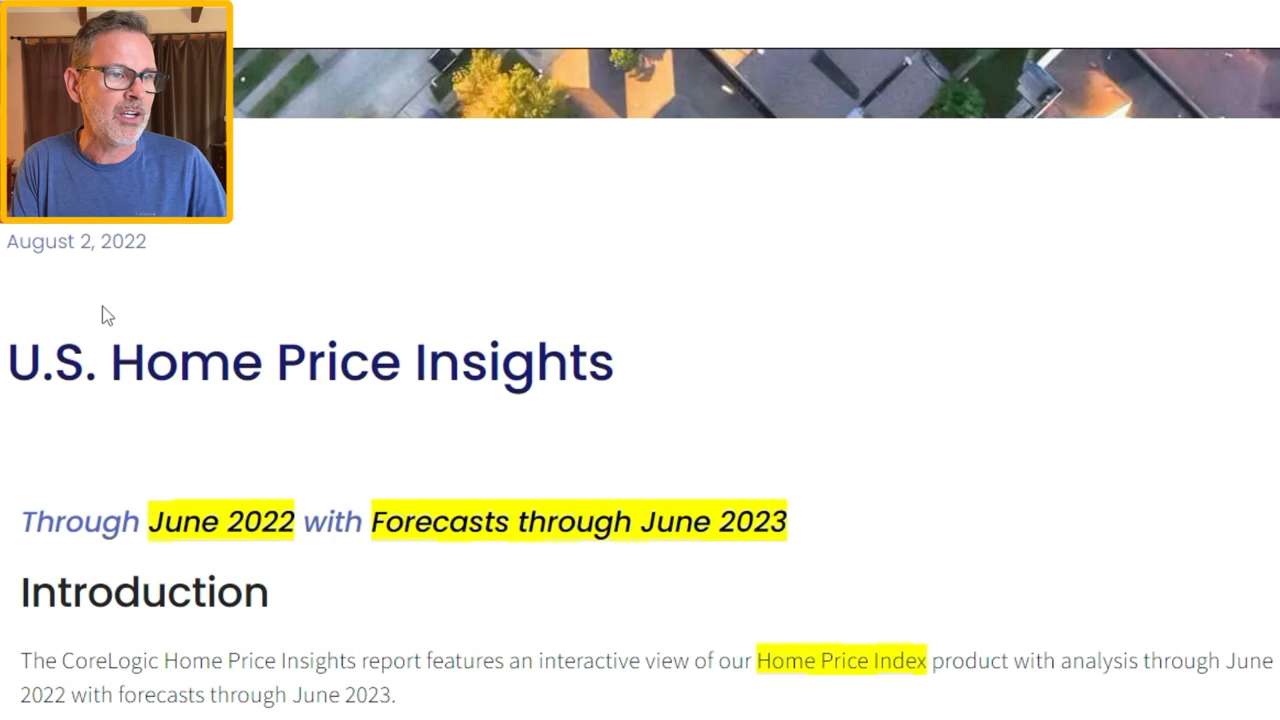 August 2, 2022
U.S. Home Price Insights
Through June 2022 with Forecasts through June 2023
Introduction
The CoreLogic Home Price Insights report features an interactive view of our Home Price Index product with analysis through June
2022 with forecasts through June 2023.